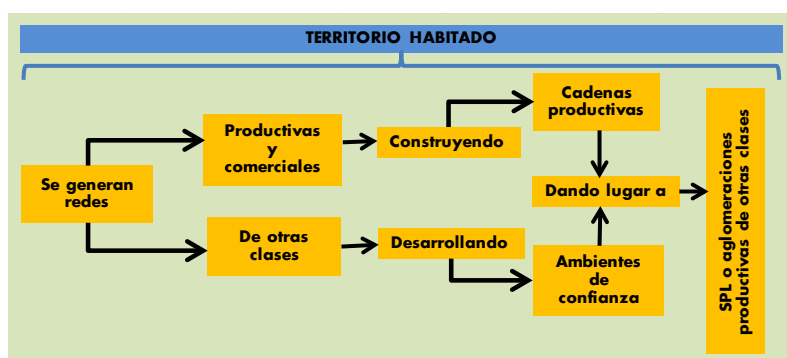 TERRITORIO HABITADO
Se generan
redes
Productivas
y
comerciales
Construyendo
Cadenas
productivas
De otras
clases
Desarrollando
Ambientes
de
confianza
Dando lugar a
SPL o aglomeraciones
productivas de otras clases